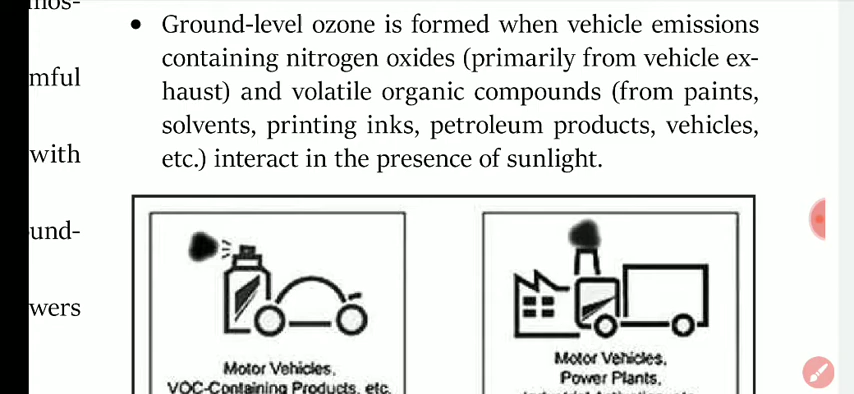 mful
with
und-
wers
• Ground-level ozone is formed when vehicle emissions
containing nitrogen oxides (primarily from vehicle ex-
haust) and volatile organic compounds (from paints,
solvents, printing inks, petroleum products, vehicles,
etc.) interact in the presence of sunlight.
Motor Vehicles,
VOC-Containing Products, etc.
Motor Vehicles,
Power Plants,